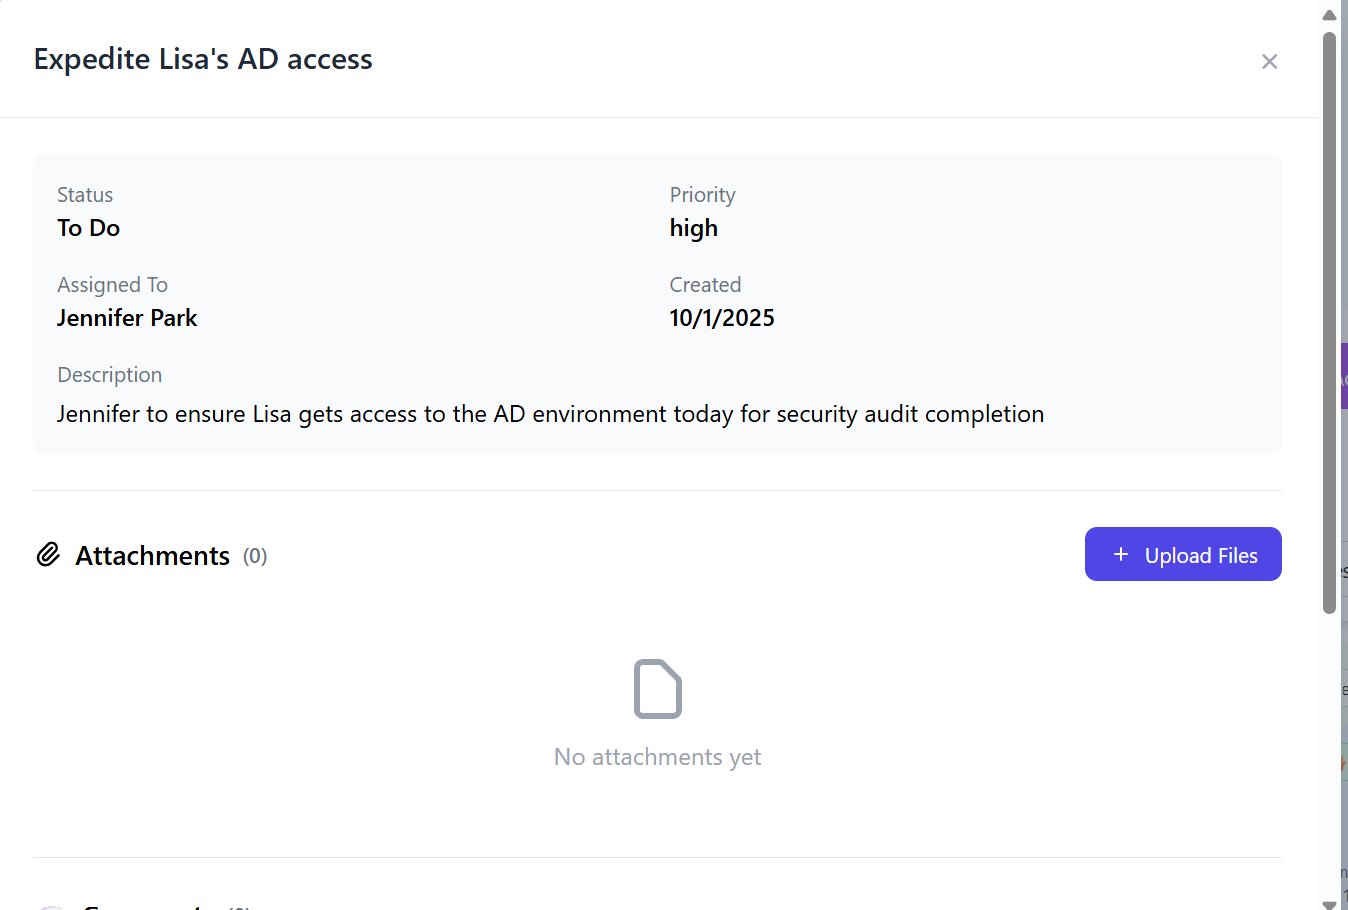 Expedite Lisa's AD access
Status
Priority
To Do
high
Assigned To
Created
Jennifer Park
10/1/2025
Description
Jennifer to ensure Lisa gets access to the AD environment today for security audit completion
Attachments (0)
+ Upload Files
No attachments yet